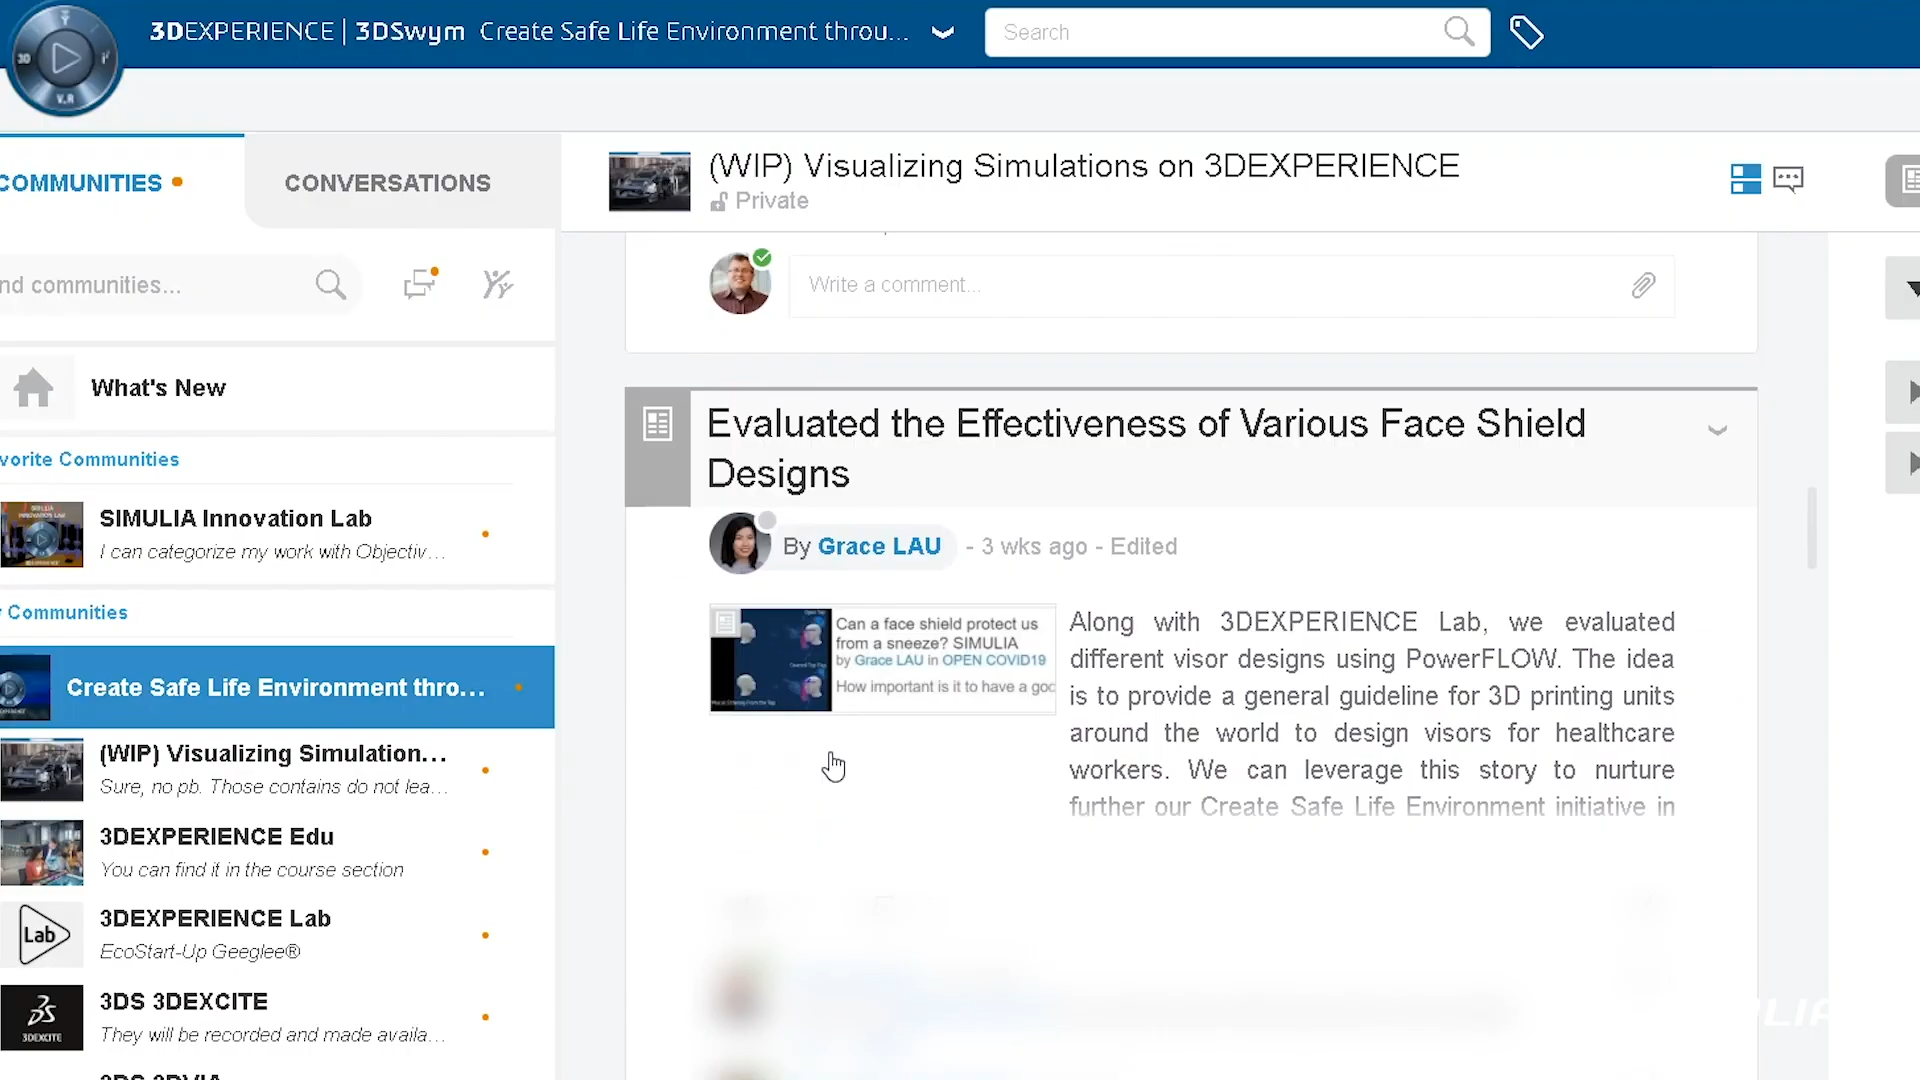 3DEXPERIENCE | 3DSwym Create Safe Life Environment throu...
Search
3D
V.R
COMMUNITIES
CONVERSATIONS
(WIP) Visualizing Simulations on 3DEXPERIENCE
Private
nd communities...
Write a comment...
What's New
vorite Communities
SIMULIA Innovation Lab
I can categorize my work with Objectiv...
Communities
Create Safe Life Environment thro...
(WIP) Visualizing Simulation...
Sure, no pb. Those contains do not lea...
3DEXPERIENCE Edu
You can find it in the course section
Lab
3DEXPERIENCE Lab
EcoStart-Up Geeglee®
3DEXCITE
3DS 3DEXCITE
They will be recorded and made availa...
3DS 3DVIA
Evaluated the Effectiveness of Various Face Shield
Designs
By Grace LAU - 3 wks ago - Edited
Can a face shield protect us
from a sneeze? SIMULIA
by Grace LAU in OPEN COVID19
How important is it to have a goo
Along with 3DEXPERIENCE Lab, we evaluated
different visor designs using PowerFLOW. The idea
is to provide a general guideline for 3D printing units
around the world to design visors for healthcare
workers. We can leverage this story to nurture
further our Create Safe Life Environment initiative in